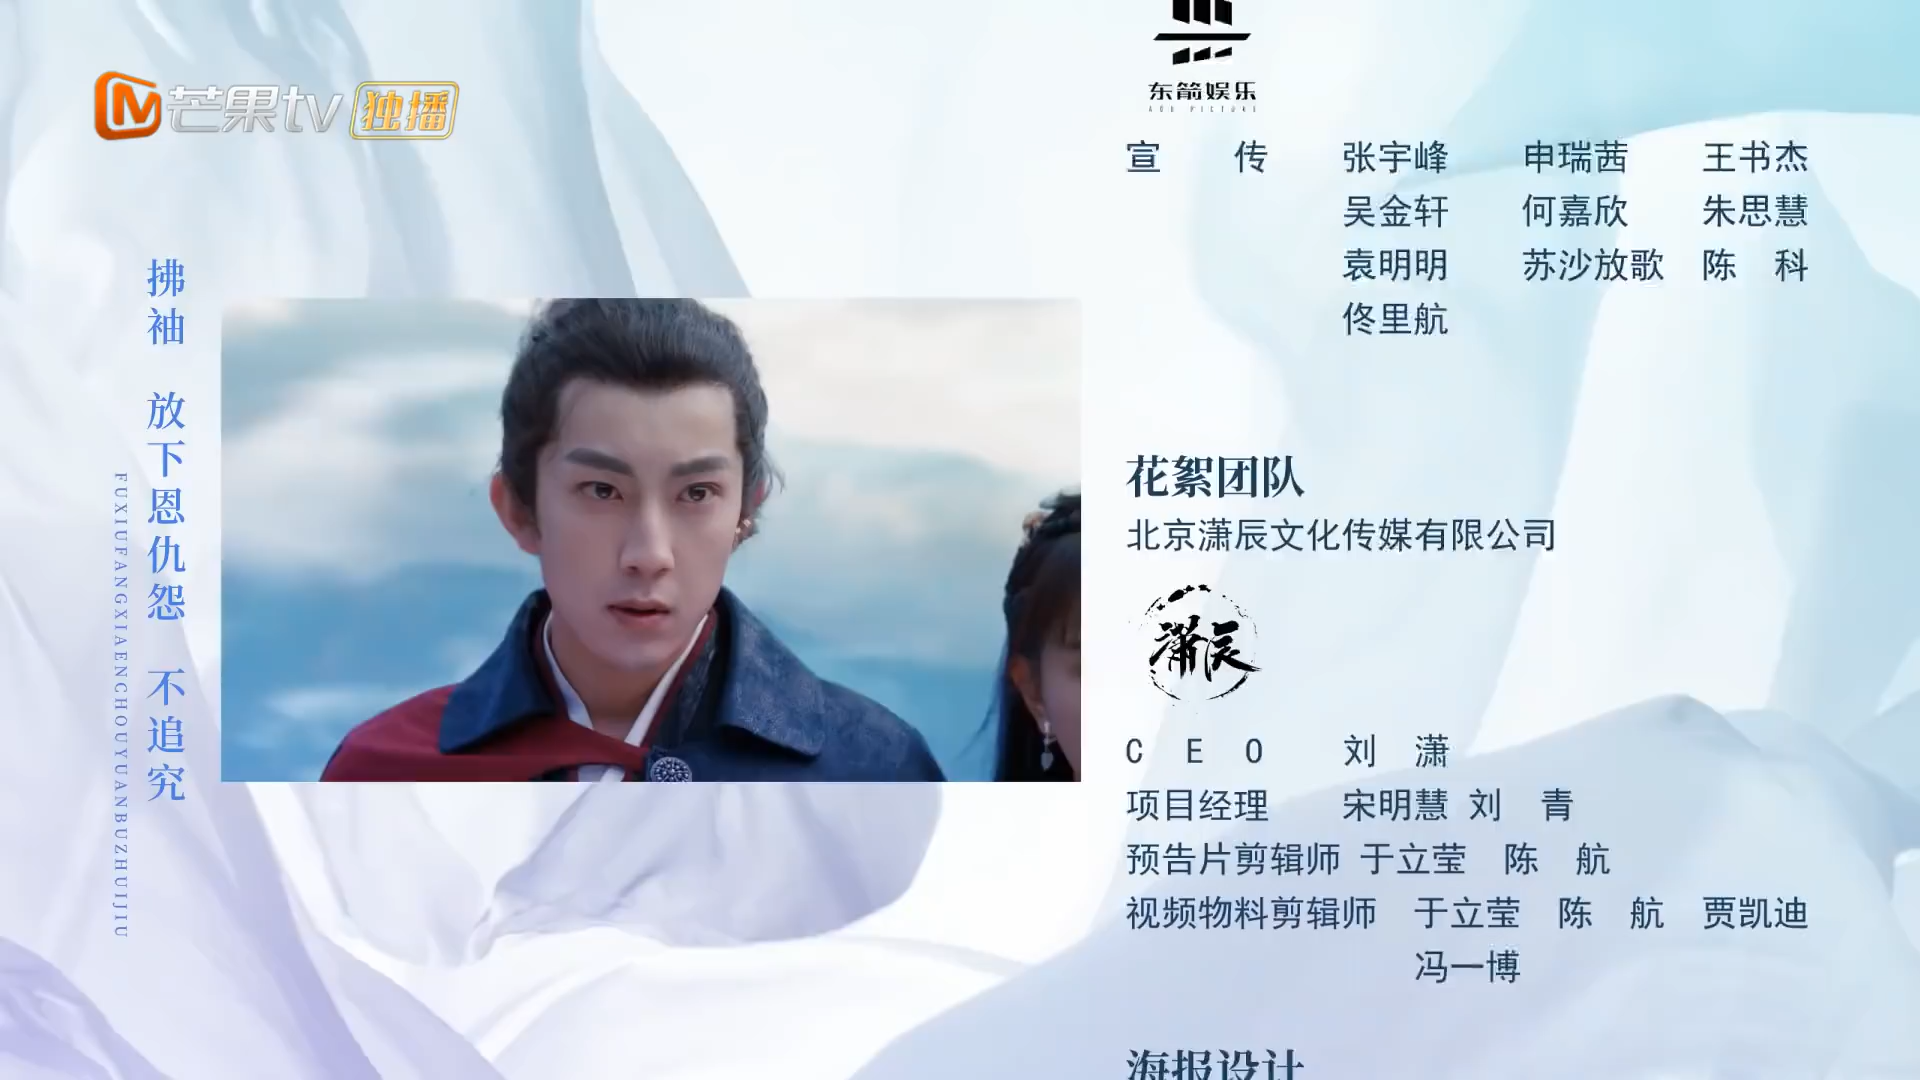 芒果tv 独播
拂袖 放下恩仇怨 不追究
FUXIUFANGXIAENCHOUYUANBUZHUIJIU
东箭娱乐
宣 传 张宇峰 申瑞茜 王书杰
吴金轩 何嘉欣 朱思慧
袁明明 苏沙放歌 陈 科
佟里航
花絮团队
北京潇辰文化传媒有限公司
潇辰
C E O 刘 潇
项目经理 宋明慧 刘 青
预告片剪辑师 于立莹 陈 航
视频物料剪辑师 于立莹 陈 航 贾凯迪
冯一博
海报设计